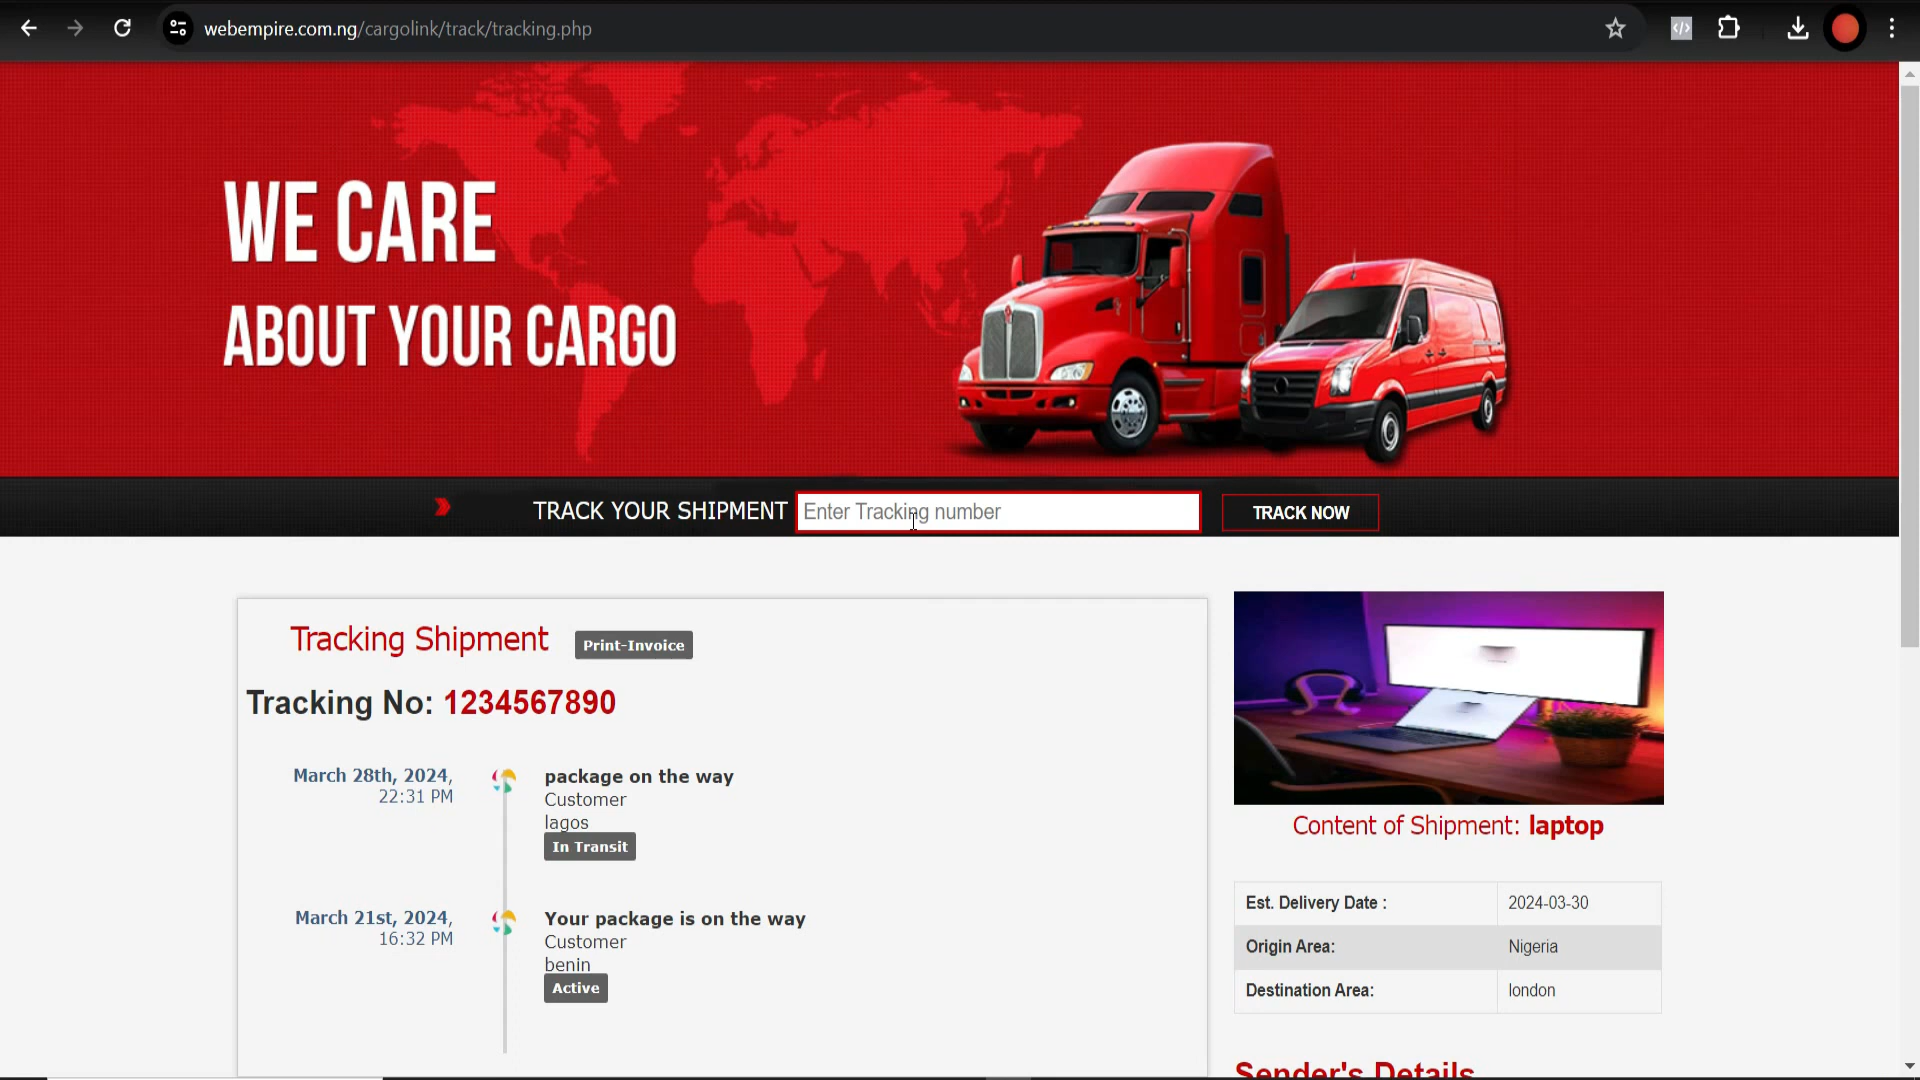 webempire.com.ng/cargolink/track/tracking.php
WE CARE
ABOUT YOUR CARGO
TRACK YOUR SHIPMENT
Enter Tracking number
TRACK NOW
Tracking Shipment
Print-Invoice
Tracking No: 1234567890
March 28th, 2024,
22:31 PM
package on the way
Customer
lagos
In Transit
March 21st, 2024,
16:32 PM
Your package is on the way
Customer
benin
Active
Content of Shipment: laptop
Est. Delivery Date : 2024-03-30
Origin Area: Nigeria
Destination Area: london
Sender's Details